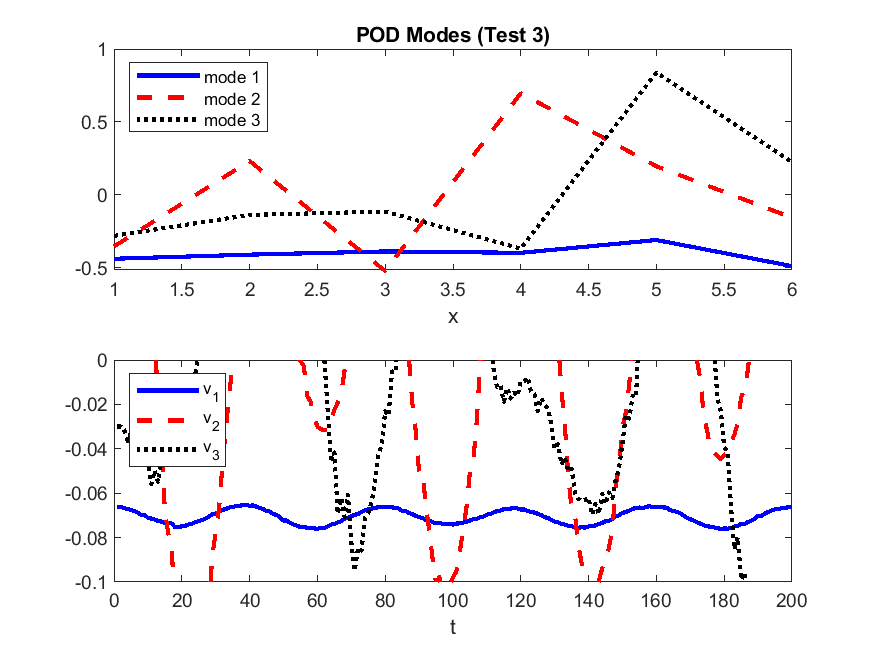 POD Modes (Test 3)
1
0.5
0
-0.5
mode 1
mode 2
mode 3
1 1.5 2 2.5 3 3.5 4 4.5 5 5.5 6
x
0
-0.02
-0.04
-0.06
-0.08
-0.1
v1
v2
v3
0 20 40 60 80 100 120 140 160 180 200
t